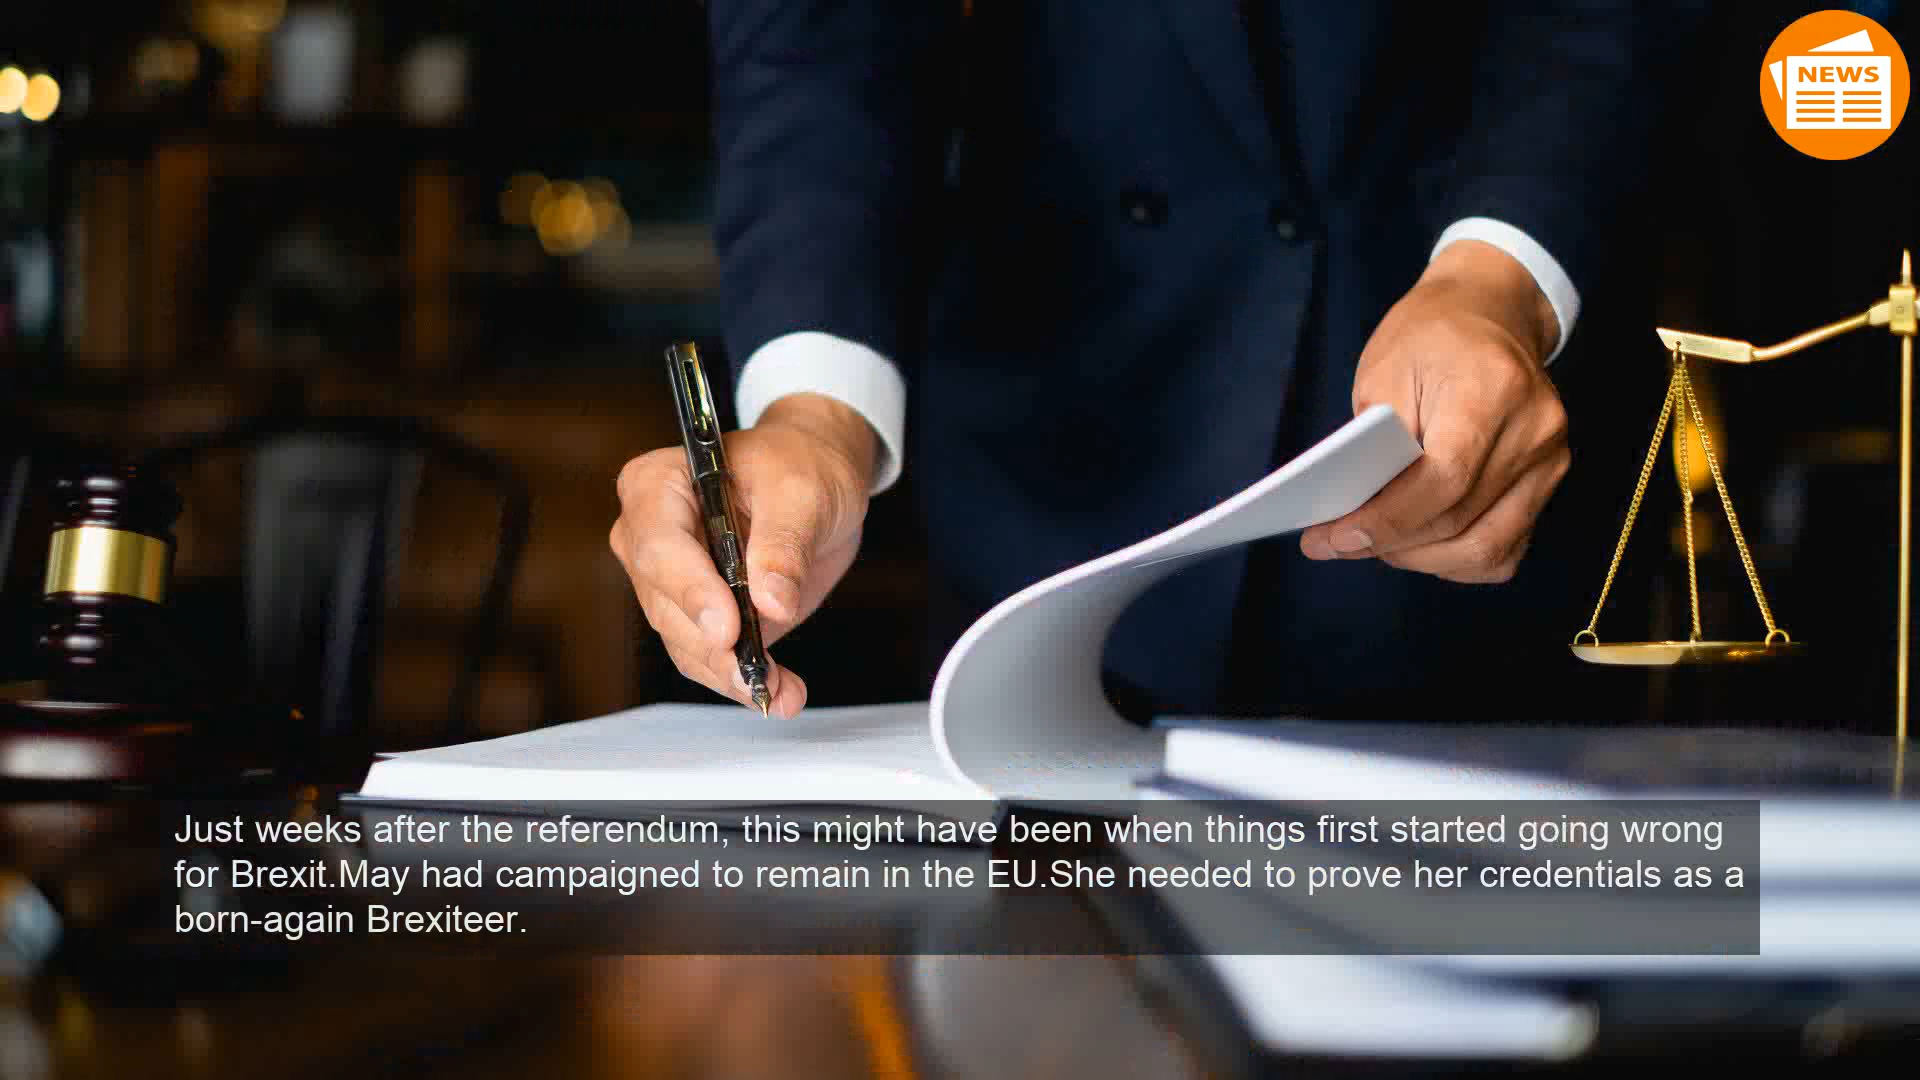 NEWS
Just weeks after the referendum, this might have been when things first started going wrong
for Brexit.May had campaigned to remain in the EU.She needed to prove her credentials as a
born-again Brexiteer.